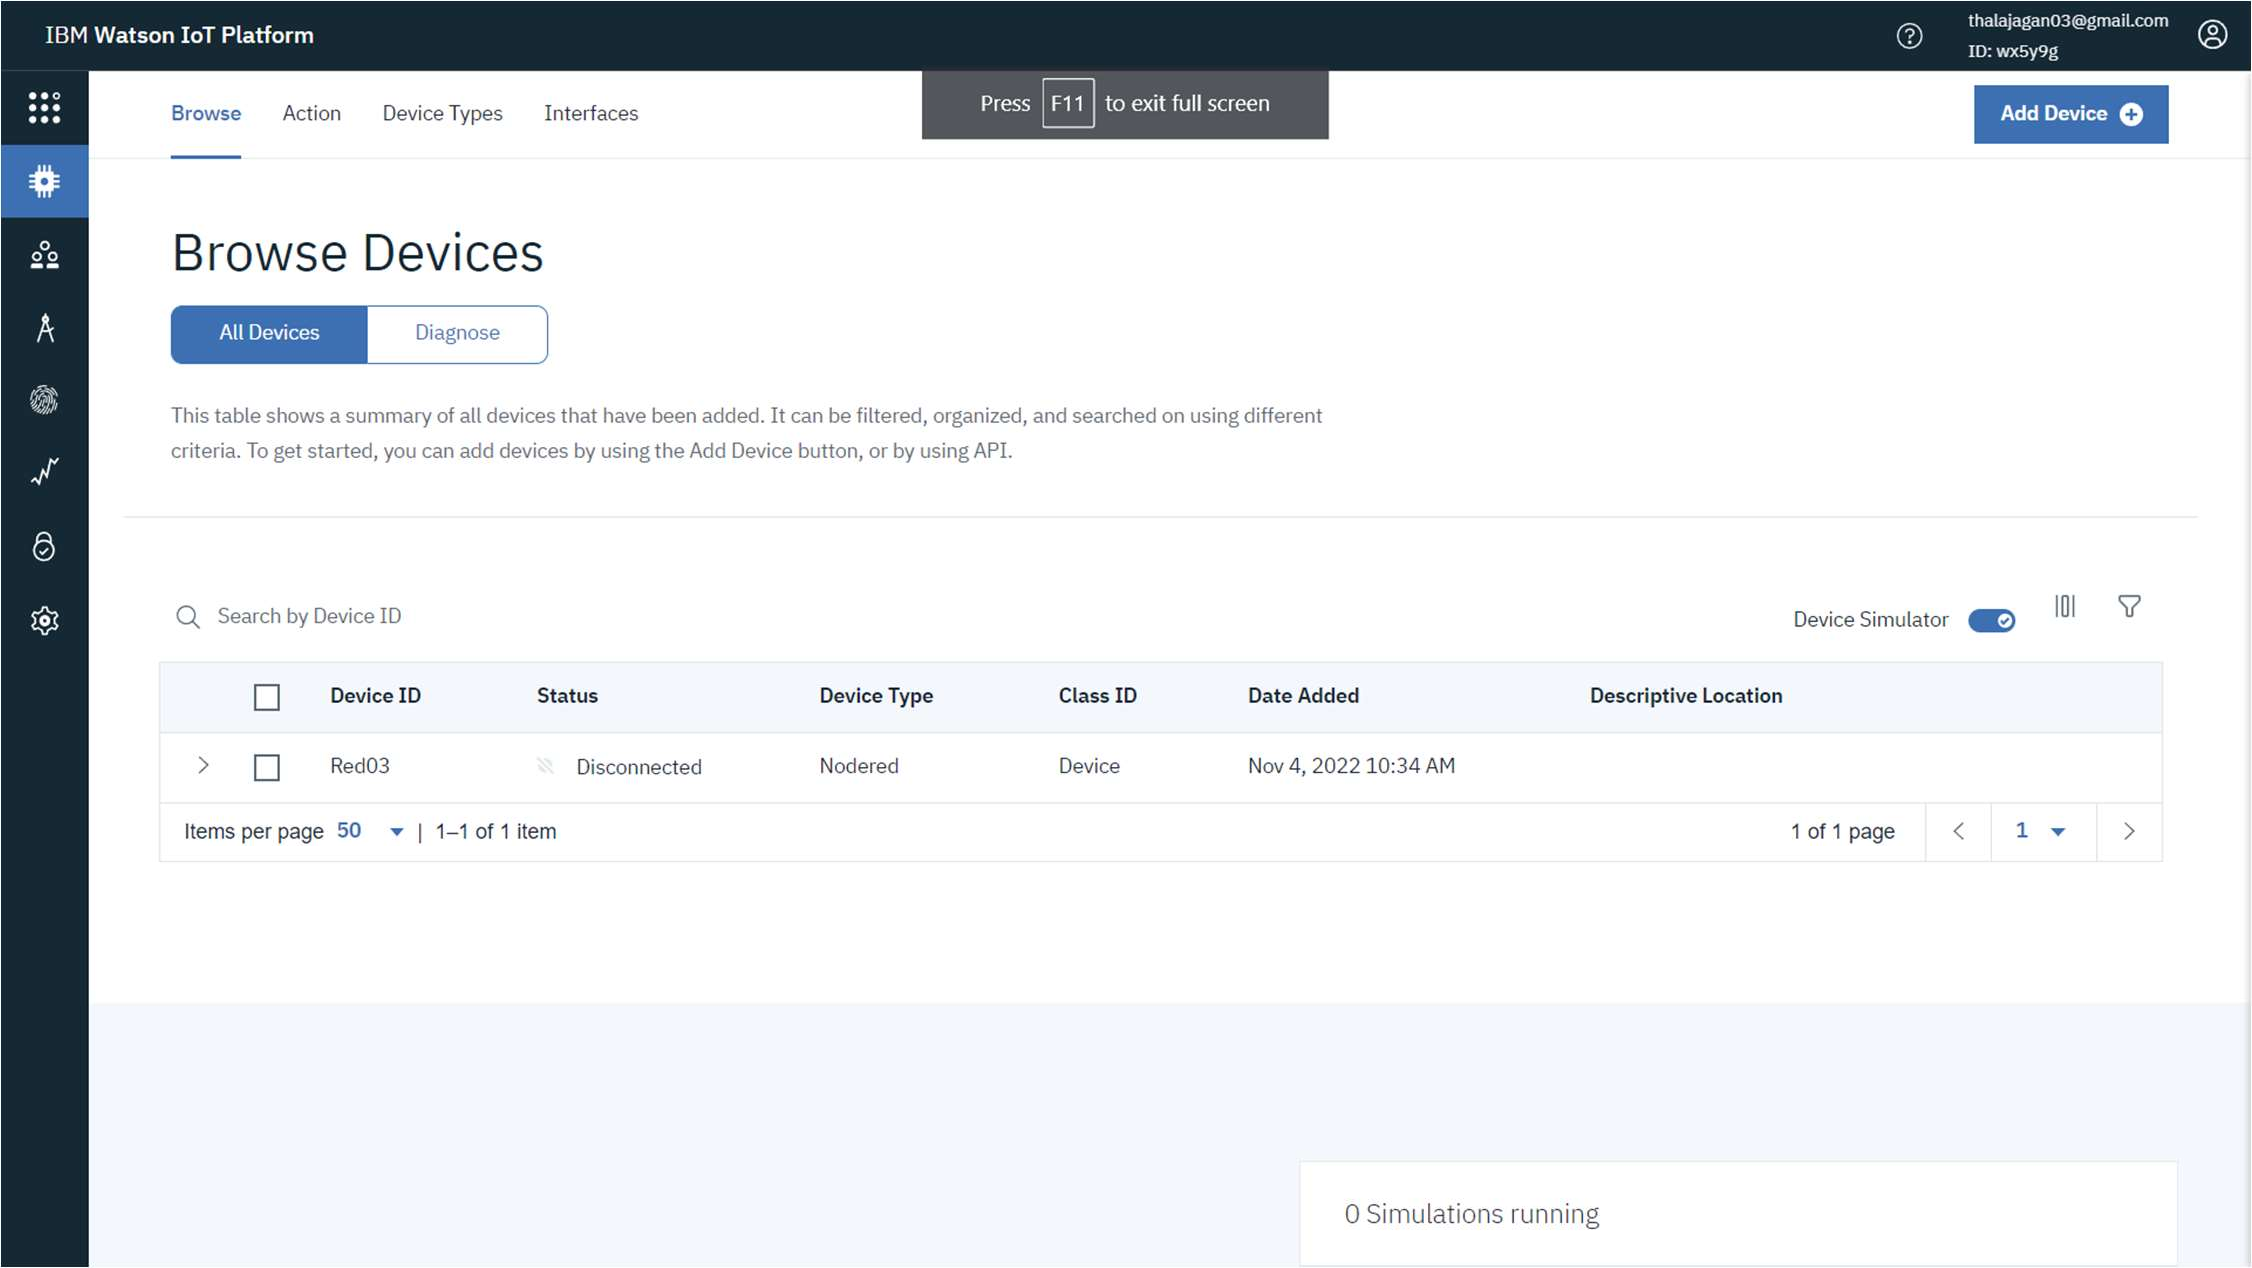 IBM Watson IoT Platform
thalajagan03@gmail.com
ID: wx5y9g
Browse Action Device Types Interfaces
Press F11 to exit full screen
Add Device
Browse Devices
All Devices Diagnose
This table shows a summary of all devices that have been added. It can be filtered, organized, and searched on using different
criteria. To get started, you can add devices by using the Add Device button, or by using API.
Search by Device ID
Device Simulator
Device ID Status Device Type Class ID Date Added Descriptive Location
Red03 Disconnected Nodered Device Nov 4, 2022 10:34 AM
Items per page 50 | 1–1 of 1 item
1 of 1 page 1
0 Simulations running